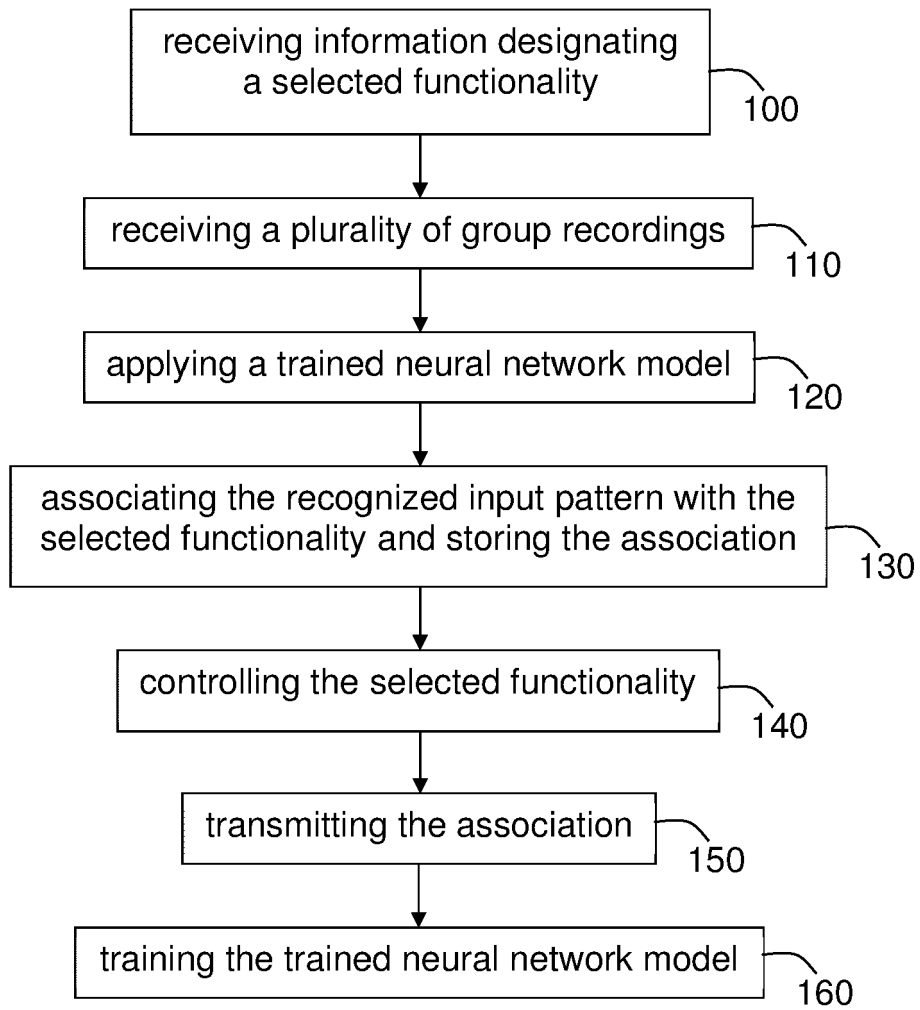 receiving information designating
a selected functionality
100
receiving a plurality of group recordings
110
applying a trained neural network model
120
associating the recognized input pattern with the
selected functionality and storing the association
130
controlling the selected functionality
140
transmitting the association
150
training the trained neural network model
160